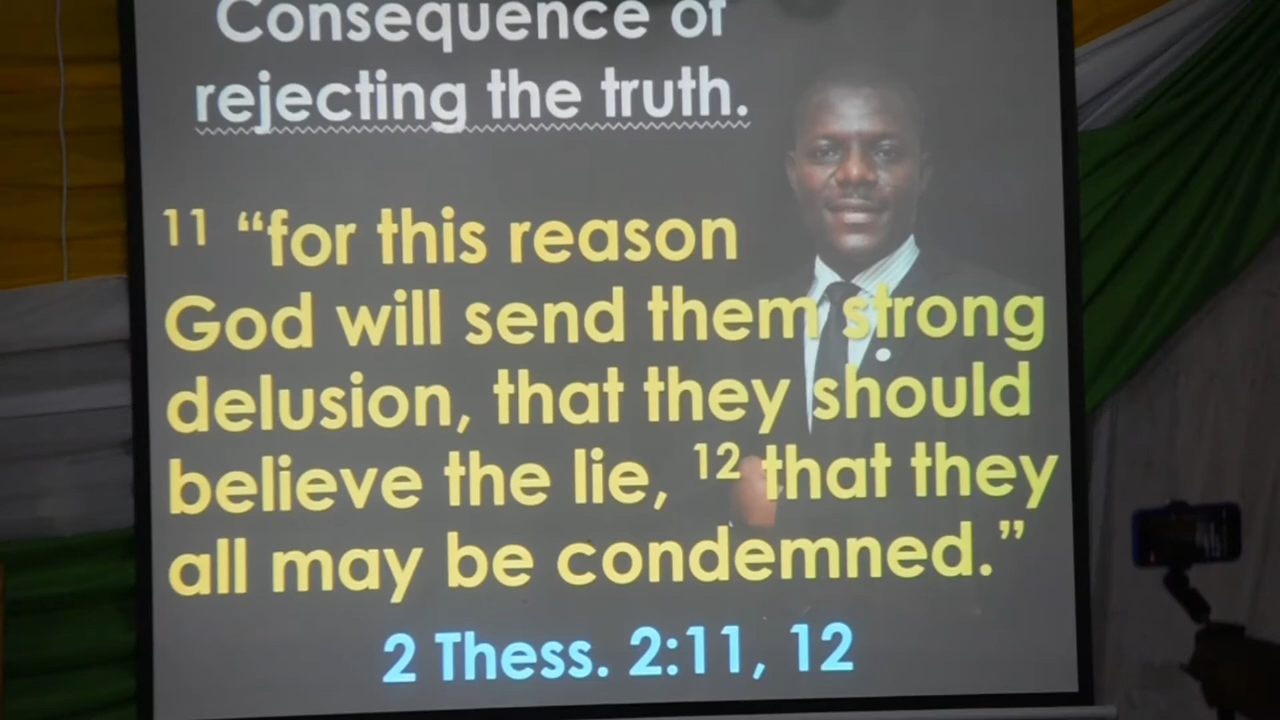 Consequence of
rejecting the truth.
11 “for this reason
God will send them strong
delusion, that they should
believe the lie, 12 that they
all may be condemned.”
2 Thess. 2:11, 12